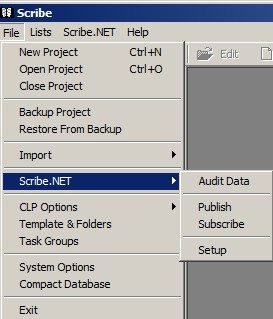 Scribe
File Lists Scribe.NET Help
New Project Ctrl+N
Edit
Open Project Ctrl+O
Close Project
Backup Project
Restore From Backup
Import
Scribe.NET
Audit Data
CLP Options
Publish
Template & Folders
Subscribe
Task Groups
Setup
System Options
Compact Database
Exit